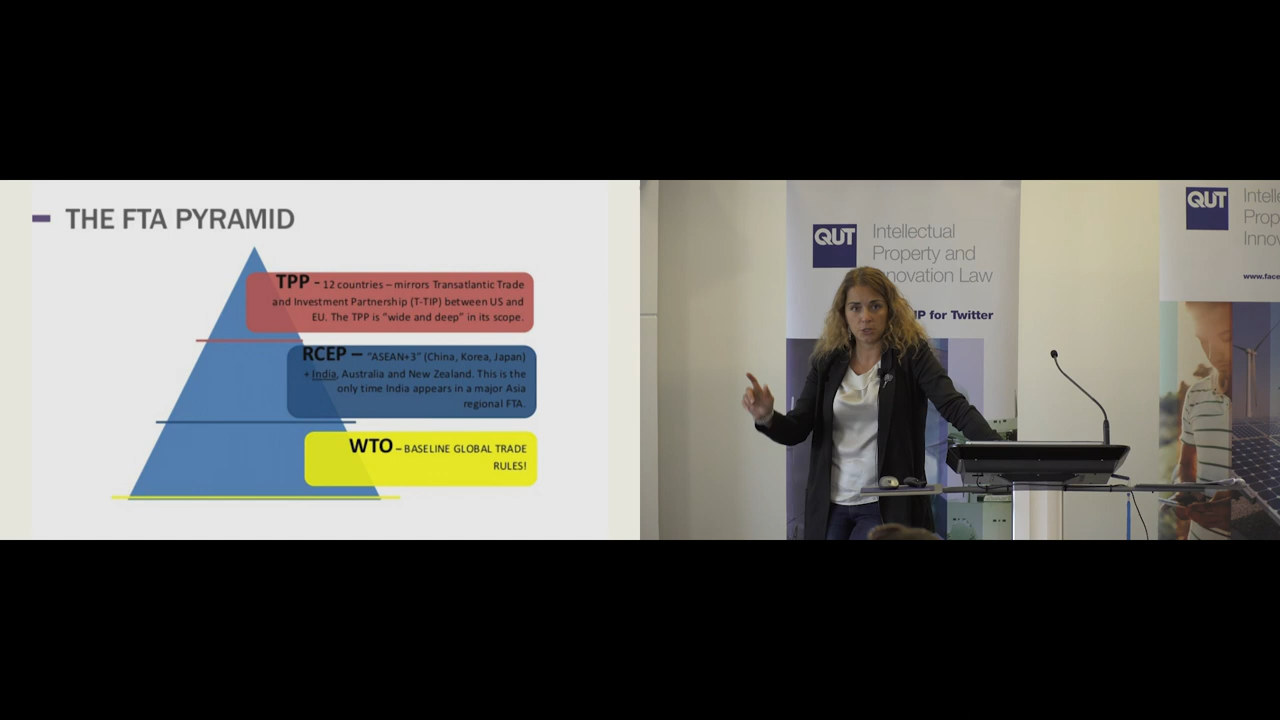 THE FTA PYRAMID
TPP - 12 countries – mirrors Transatlantic Trade
and Investment Partnership (T-TIP) between US and
EU. The TPP is “wide and deep” in its scope.
RCEP – “ASEAN+3” (China, Korea, Japan)
+ India, Australia and New Zealand. This is the
only time India appears in a major Asia
regional FTA.
WTO – BASELINE GLOBAL TRADE
RULES!
QUT
Intellectual
Property and
nnovation Law
IP for Twitter
QUT
Intelle
Prop
Innov
www.face